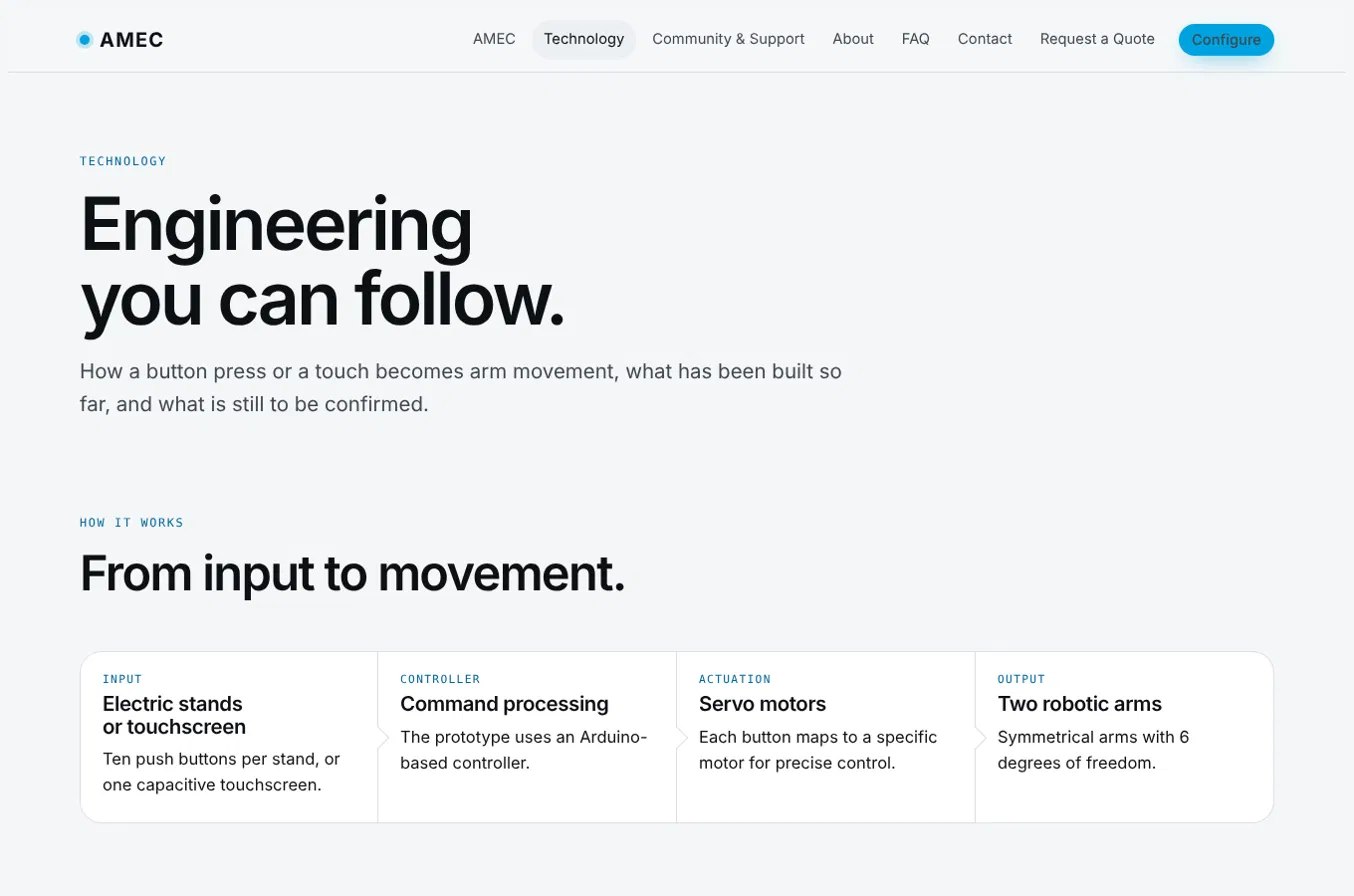 AMEC
AMEC Technology Community & Support About FAQ Contact Request a Quote Configure
TECHNOLOGY
Engineering
you can follow.
How a button press or a touch becomes arm movement, what has been built so
far, and what is still to be confirmed.
HOW IT WORKS
From input to movement.
INPUT
Electric stands
or touchscreen
Ten push buttons per stand, or
one capacitive touchscreen.
CONTROLLER
Command processing
The prototype uses an Arduino-
based controller.
ACTUATION
Servo motors
Each button maps to a specific
motor for precise control.
OUTPUT
Two robotic arms
Symmetrical arms with 6
degrees of freedom.